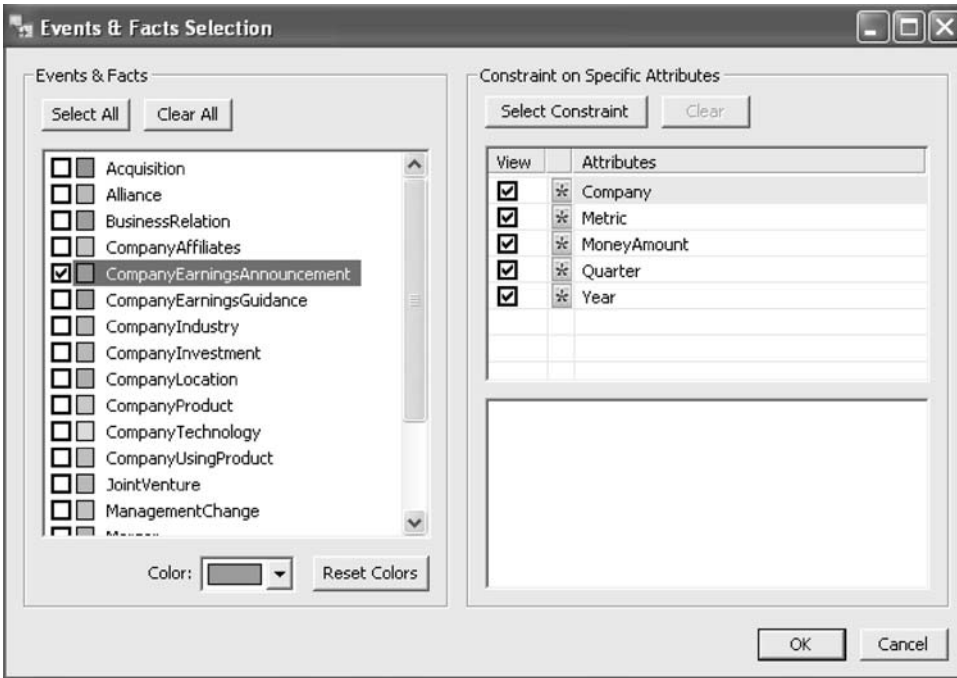 Events & Facts Selection
Events & Facts
Select All Clear All
Acquisition
Alliance
BusinessRelation
CompanyAffiliates
CompanyEarningsAnnouncement
CompanyEarningsGuidance
CompanyIndustry
CompanyInvestment
CompanyLocation
CompanyProduct
CompanyTechnology
CompanyUsingProduct
JointVenture
ManagementChange
Merger
Color: Reset Colors
Constraint on Specific Attributes
Select Constraint Clear
View Attributes
* Company
* Metric
* MoneyAmount
* Quarter
* Year
OK Cancel